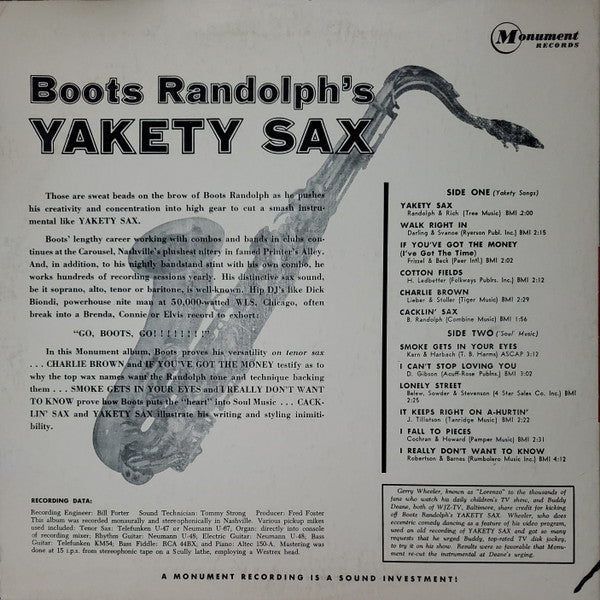 Monument
RECORDS
Boots Randolph's
YAKETY SAX
Those are sweat beads on the brow of Boots Randolph as he pushes
his creativity and concentration into high gear to cut a smash instru-
mental like YAKETY SAX.
Boots' lengthy career working with combos and bands in clubs con-
tinues at the Carousel, Nashville's plushest nitery in famed Printer's Alley.
And, in addition to his nightly bandstand stint with his own combo, he
works hundreds of recording sessions yearly. His distinctive sax sound,
be it soprano, alto, tenor or baritone, is well-known. Hip DJ's like Dick
Biondi, powerhouse nite man at 50,000-watted WLS, Chicago, often
break into a Brenda, Connie or Elvis record to exhort:
"GO, BOOTS, GO! ! ! ! ! ! ! !"
In this Monument album, Boots proves his versatility on tenor sax
. . . CHARLIE BROWN and IF YOU'VE GOT THE MONEY testify as to
why the top wax names want the Randolph tone and technique backing
them . . . SMOKE GETS IN YOUR EYES and I REALLY DON'T WANT
TO KNOW prove how Boots puts the "heart" into Soul Music . . . CACK-
LIN' SAX and YAKETY SAX illustrate his writing and styling inimiti-
bility.
SIDE ONE (Yakety Songs)
YAKETY SAX
Randolph & Rich (Tree Music) BMI 2:00
WALK RIGHT IN
Darling & Svanoe (Ryerson Publ. Inc.) BMI 2:15
IF YOU'VE GOT THE MONEY
(I've Got The Time)
Frizzel & Beck (Peer Intl.) BMI 2:02
COTTON FIELDS
H. Ledbetter (Folkways Publrs. Inc.) BMI 2:12
CHARLIE BROWN
Lieber & Stoller (Tiger Music) BMI 2:29
CACKLIN' SAX
B. Randolph (Combine Music) BMI 1:56
SIDE TWO ('Soul' Music)
SMOKE GETS IN YOUR EYES
Karn & Harbach (T. B. Harms) ASCAP 3:12
I CAN'T STOP LOVING YOU
D. Gibson (Acuff-Rose Publns.) BMI 3:02
LONELY STREET
Belew, Sowder & Stevenson (4 Star Sales Co. Inc.) BMI
2:25
IT KEEPS RIGHT ON A-HURTIN'
J. Tillotson (Tanridge Music) BMI 2:22
I FALL TO PIECES
Cochran & Howard (Pamper Music) BMI 2:31
I REALLY DON'T WANT TO KNOW
Robertson & Barnes (Rumbolero Music Inc.) BMI 4:12
RECORDING DATA:
Recording Engineer: Bill Porter Sound Technician: Tommy Strong Producer: Fred Foster
This album was recorded monaurally and stereophonically in Nashville. Various pickup mikes
used included: Tenor Sax, Telefunken U-47 or Neumann U-67, Organ: directly into console
of recording mixer; Rhythm Guitar: Neumann U-48; Electric Guitar: Neumann U-48; Bass
Guitar: Telefunken KM54; Bass Fiddle: RCA 44BX, and Piano: Altec 150-A. Mastering was
done at 15 i.p.s. from stereophonic tape on a Scully lathe, employing a Westrex head.
Gerry Wheeler, known as "Lorenzo" to the thousands of
fans who watch his daily children's TV show, and Buddy
Deane, both of WJZ-TV, Baltimore, share credit for kicking
off Boots Randolph's YAKETY SAX. Wheeler, who does
eccentric comedy dancing as a feature of his video program,
used an old recording of YAKETY SAX and got so many
requests that he urged Buddy, top-rated TV disk jockey,
to try it on his show. Results were so favorable that Monu-
ment re-cut the instrumental at Deane's urging.
A MONUMENT RECORDING IS A SOUND INVESTMENT!